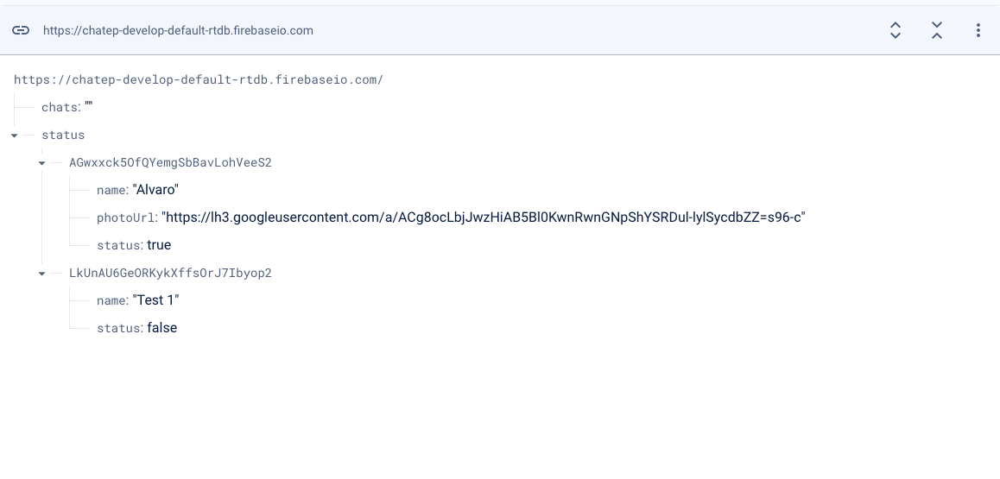 https://chatep-develop-default-rtdb.firebaseio.com
https://chatep-develop-default-rtdb.firebaseio.com/
chats: ""
status
AGwxxck5OfQYemgSbBavLohVeeS2
name: "Alvaro"
photoUrl: "https://lh3.googleusercontent.com/a/ACg8ocLbjJwzHiAB5Bl0KwnRwnGNpShYSRDul-lylSycdbZZ=s96-c"
status: true
LkUnAU6GeORKykXffsOrJ7Ibyop2
name: "Test 1"
status: false